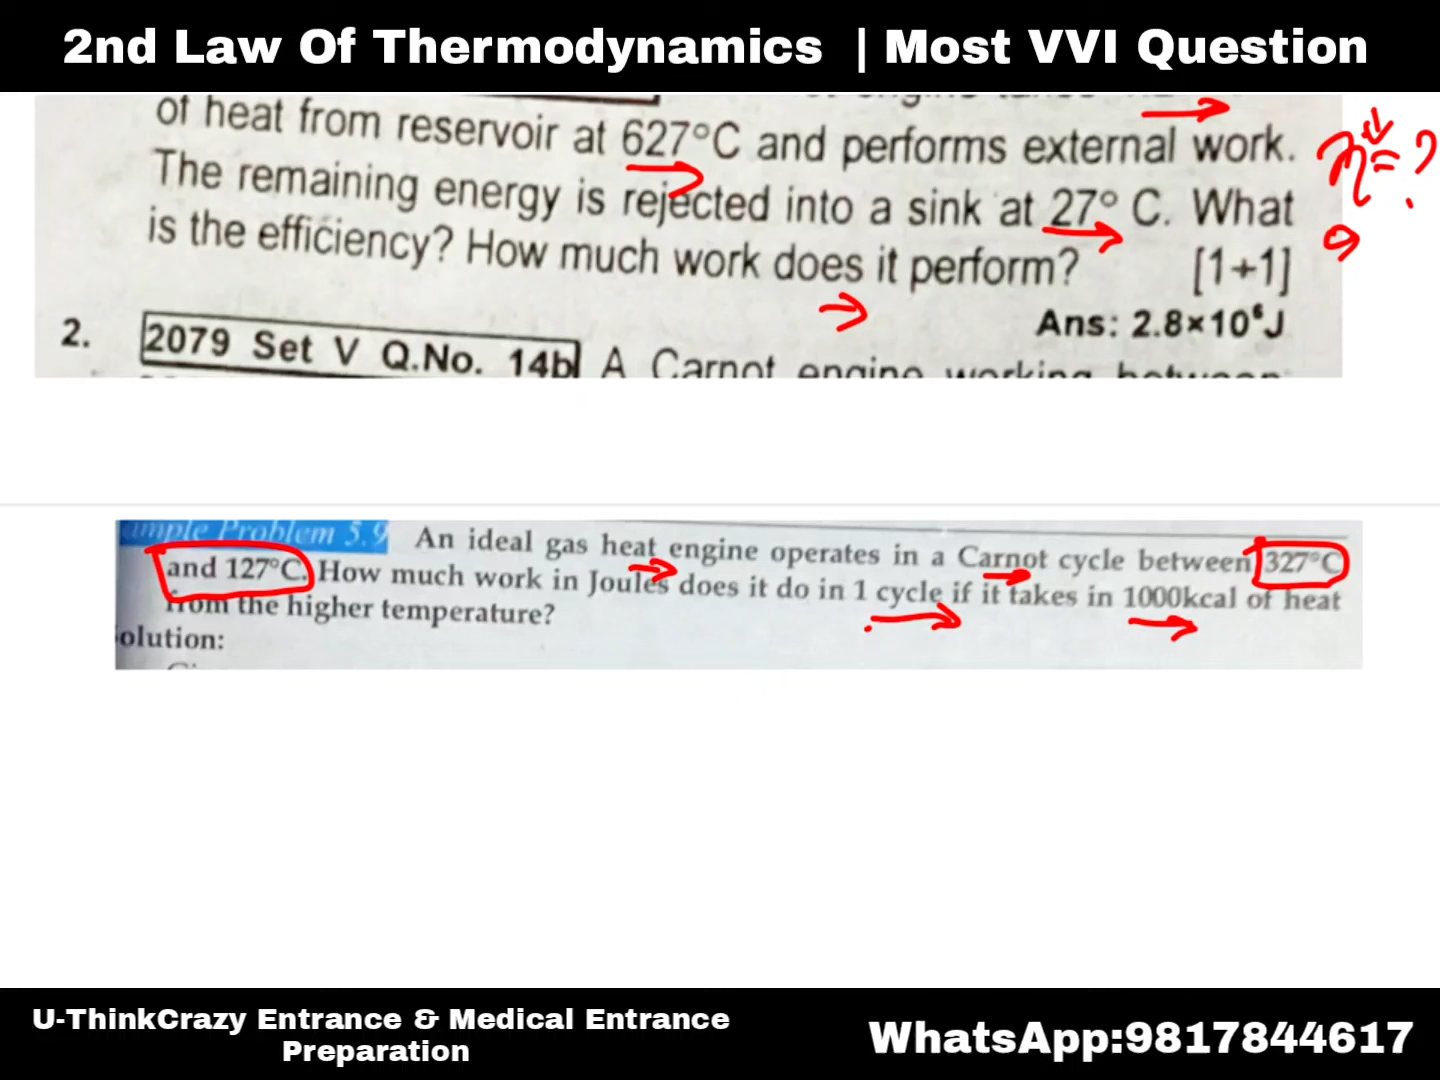 2nd Law Of Thermodynamics | Most VVI Question
of heat from reservoir at 627°C and performs external work.
The remaining energy is rejected into a sink at 27° C. What
is the efficiency? How much work does it perform? [1+1]
Ans: 2.8×10⁶J
η = ?
2. 2079 Set V Q.No. 14b A Carnot engine working between
Problem 5.9 An ideal gas heat engine operates in a Carnot cycle between 327°C
and 127°C. How much work in Joules does it do in 1 cycle if it takes in 1000kcal of heat
from the higher temperature?
olution:
U-ThinkCrazy Entrance & Medical Entrance
Preparation
WhatsApp:9817844617